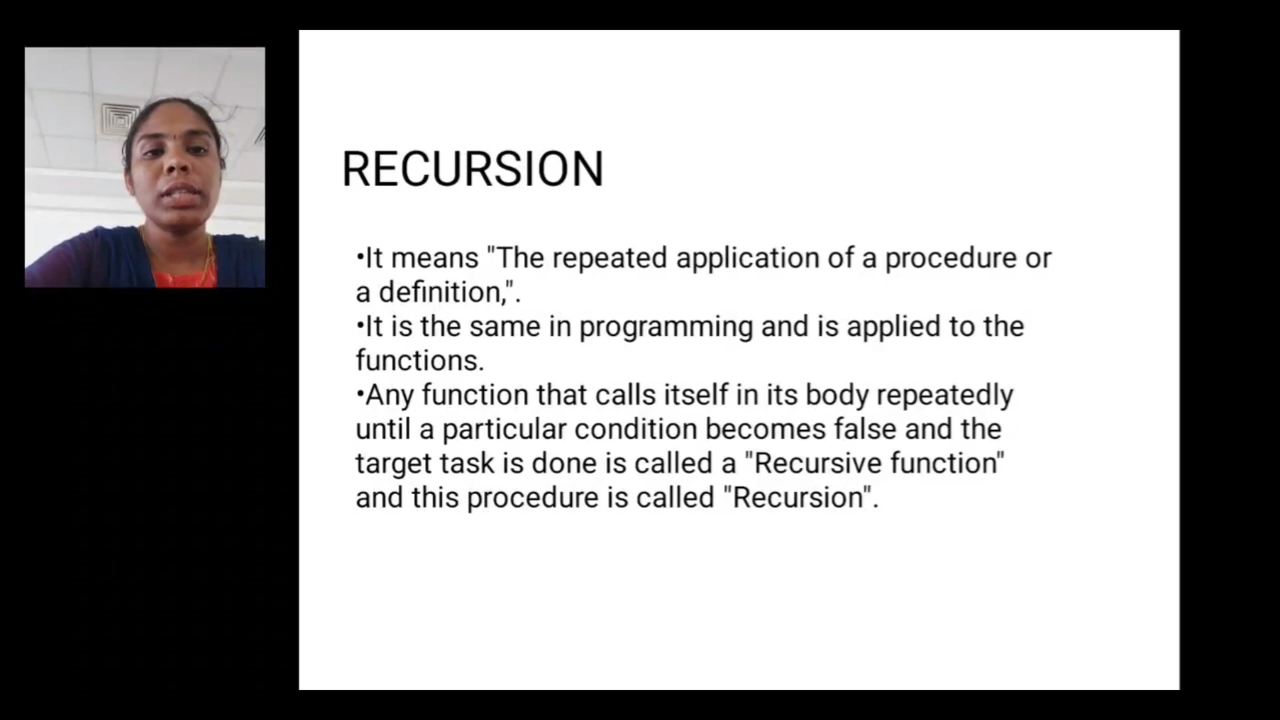 RECURSION
•It means "The repeated application of a procedure or
a definition,".
•It is the same in programming and is applied to the
functions.
•Any function that calls itself in its body repeatedly
until a particular condition becomes false and the
target task is done is called a "Recursive function"
and this procedure is called "Recursion".